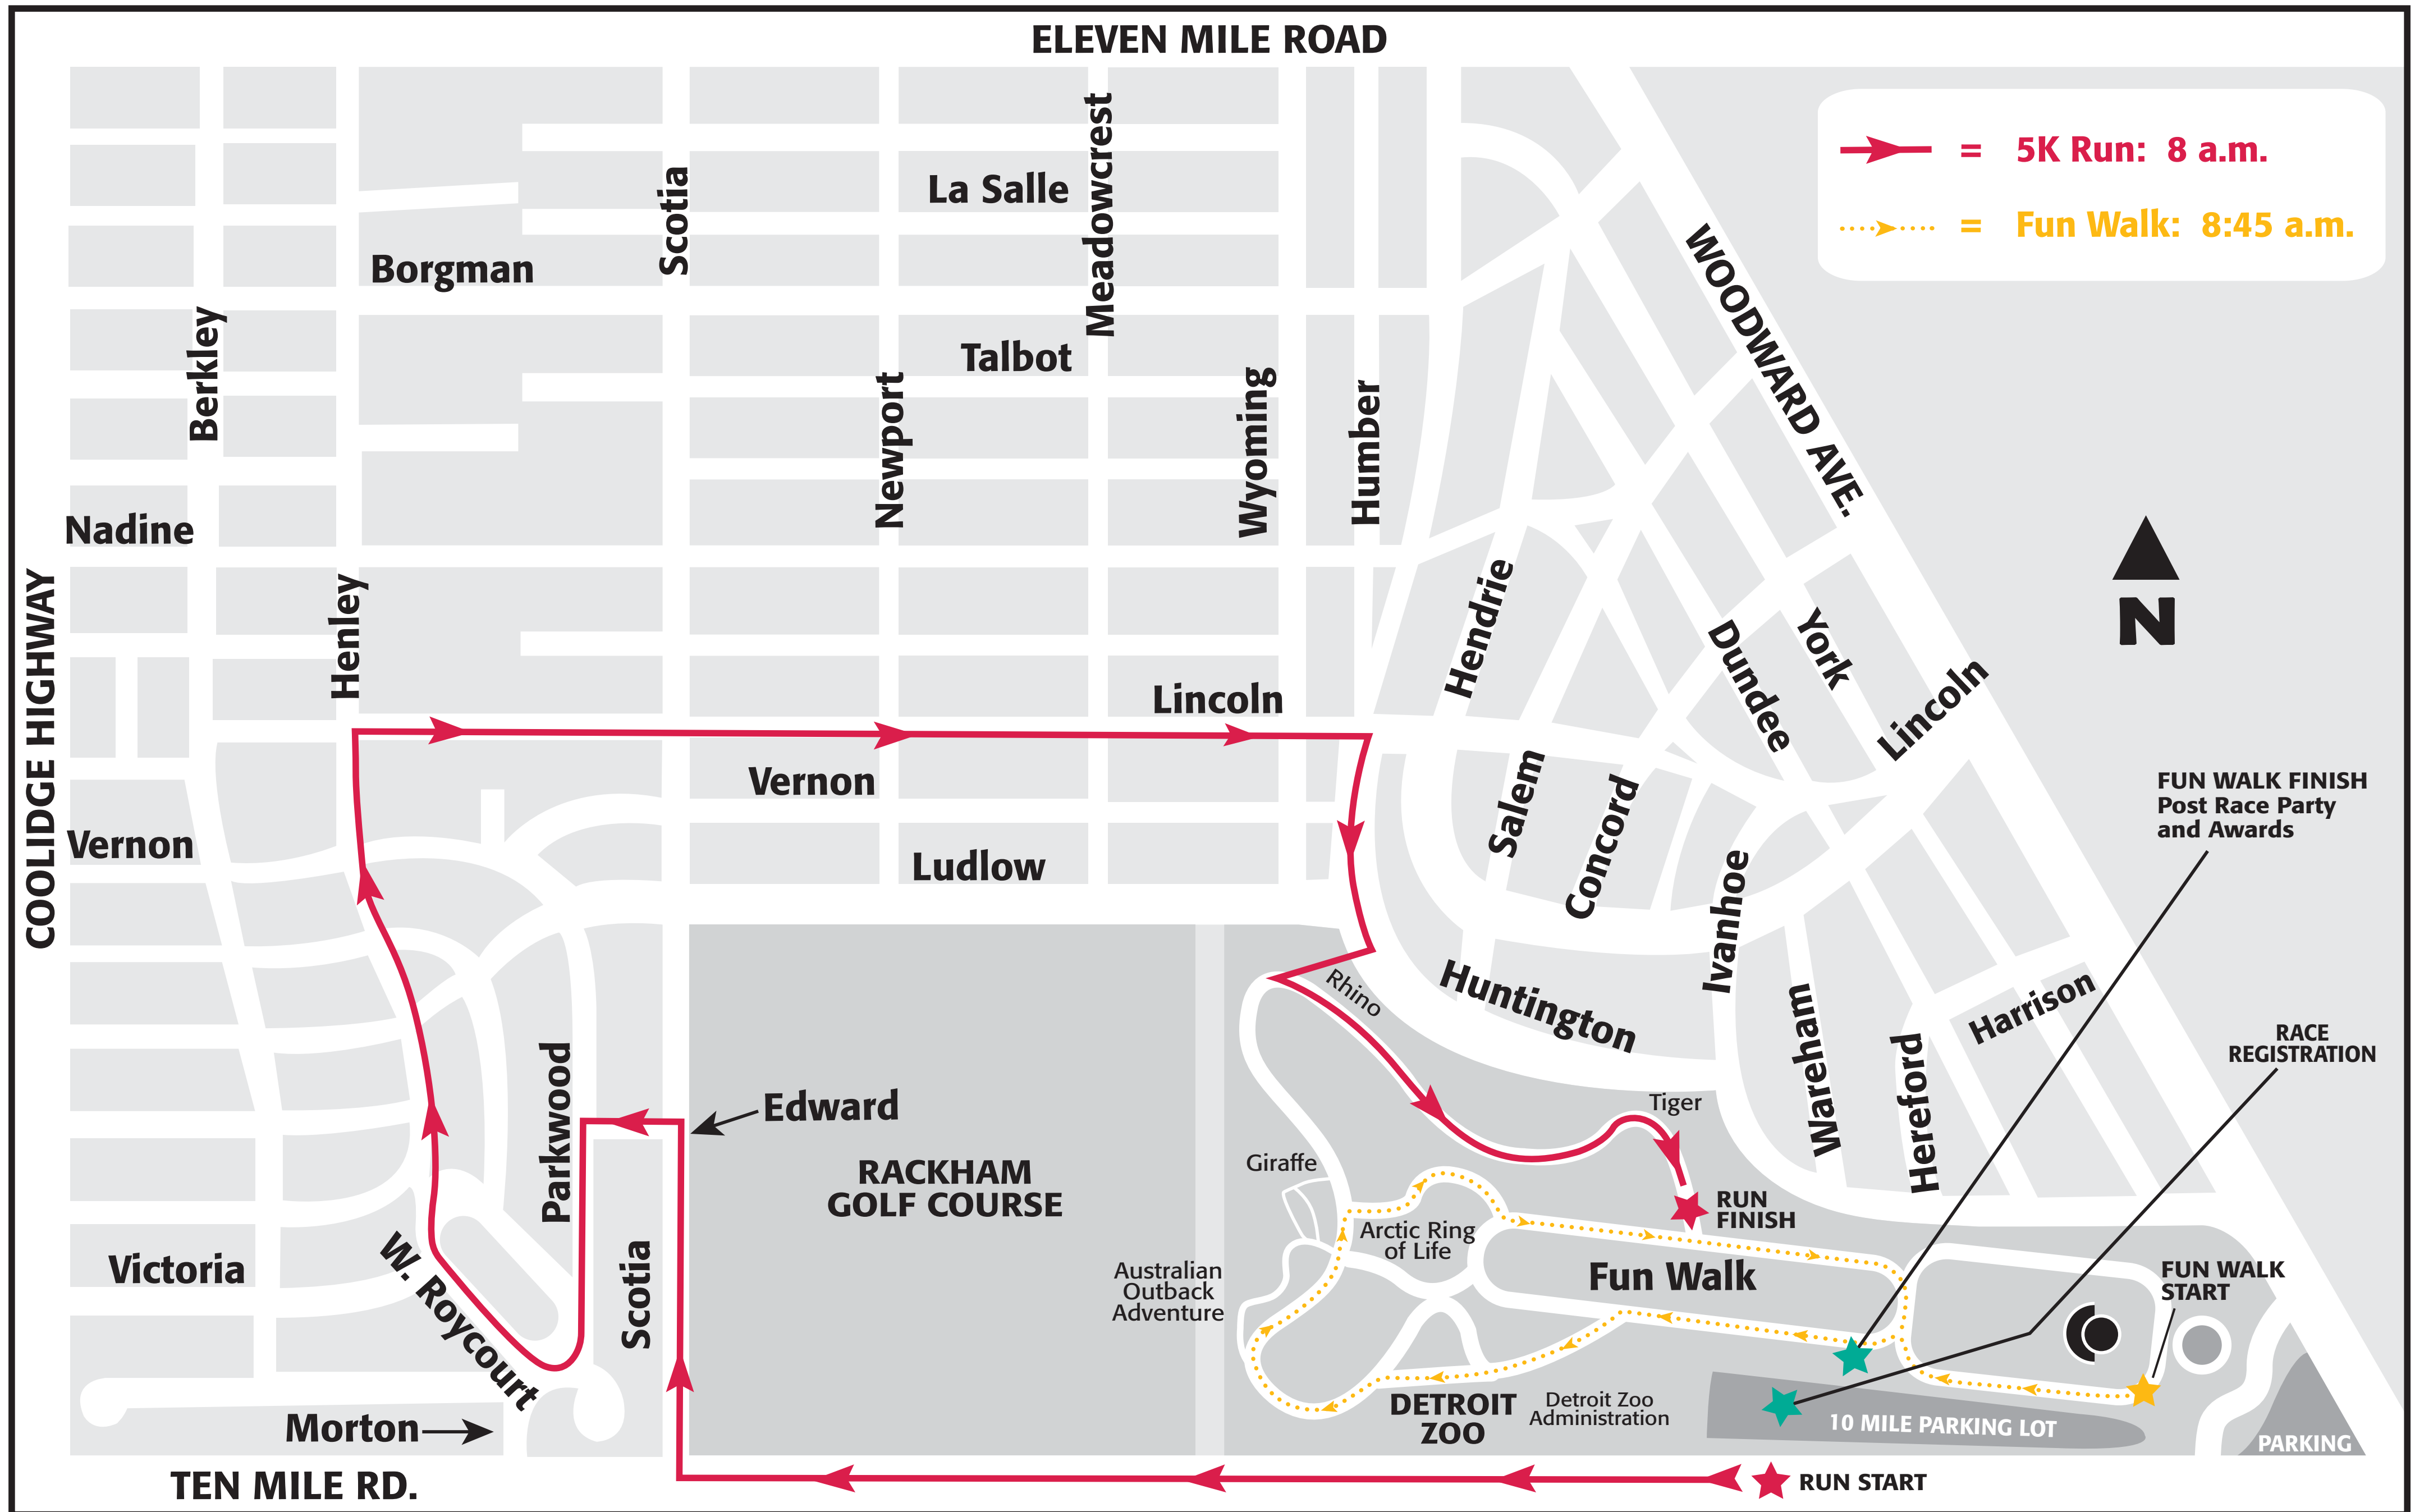 ELEVEN MILE ROAD
= 5K Run: 8 a.m.
= Fun Walk: 8:45 a.m.
La Salle
Meadowcrest
Scotia
Borgman
WOODWARD AVE.
Berkley
Talbot
Newport
Wyoming
Humber
Nadine
N
COOLIDGE HIGHWAY
Henley
Hendrie
Dundee
York
Lincoln
Lincoln
Vernon
Vernon
Salem
Concord
FUN WALK FINISH
Post Race Party
and Awards
Ludlow
Ivanhoe
Rhino
Huntington
Wareham
Hereford
Harrison
RACE
REGISTRATION
Parkwood
Edward
Tiger
RACKHAM
GOLF COURSE
Giraffe
RUN
FINISH
Arctic Ring
of Life
Victoria
W. Roycourt
Scotia
Australian
Outback
Adventure
Fun Walk
FUN WALK
START
Morton
DETROIT
ZOO
Detroit Zoo
Administration
10 MILE PARKING LOT
PARKING
TEN MILE RD.
RUN START